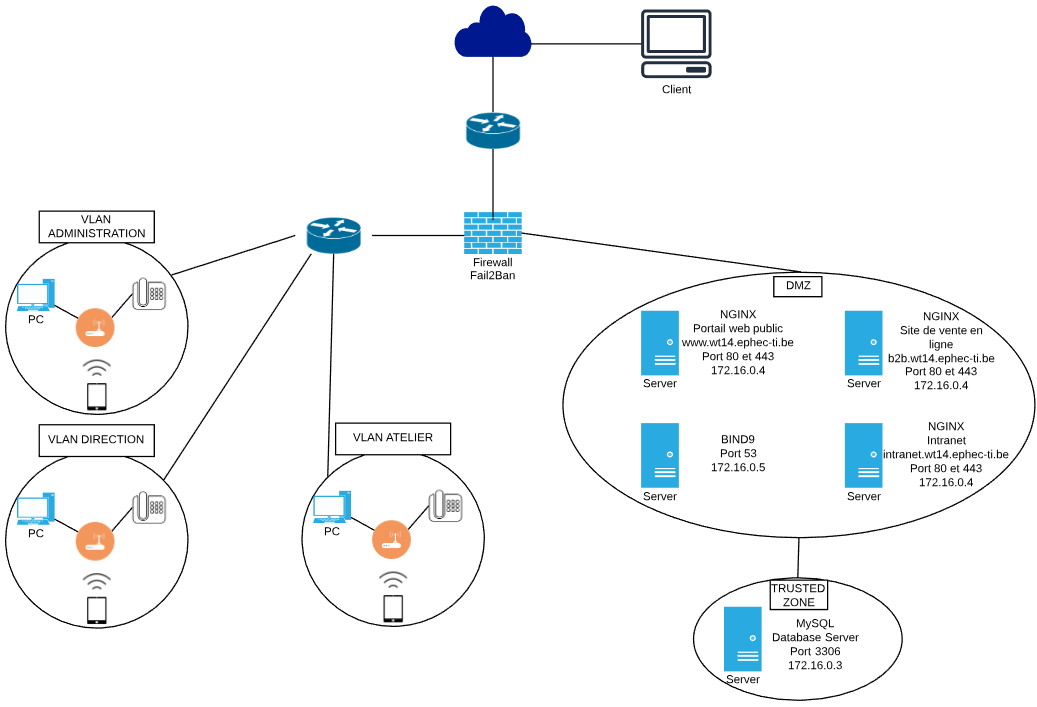 Client
Firewall
Fail2Ban
VLAN
ADMINISTRATION
PC
VLAN DIRECTION
PC
VLAN ATELIER
PC
DMZ
NGINX
Portail web public
www.wt14.ephec-ti.be
Port 80 et 443
172.16.0.4
Server
NGINX
Site de vente en
ligne
b2b.wt14.ephec-ti.be
Port 80 et 443
172.16.0.4
Server
BIND9
Port 53
172.16.0.5
Server
NGINX
Intranet
intranet.wt14.ephec-ti.be
Port 80 et 443
172.16.0.4
Server
TRUSTED
ZONE
MySQL
Database Server
Port 3306
172.16.0.3
Server